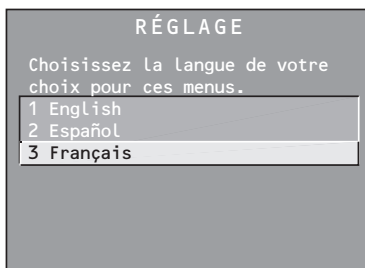 RÉGLAGE
Choisissez la langue de votre
choix pour ces menus.
1 English
2 Español
3 Français